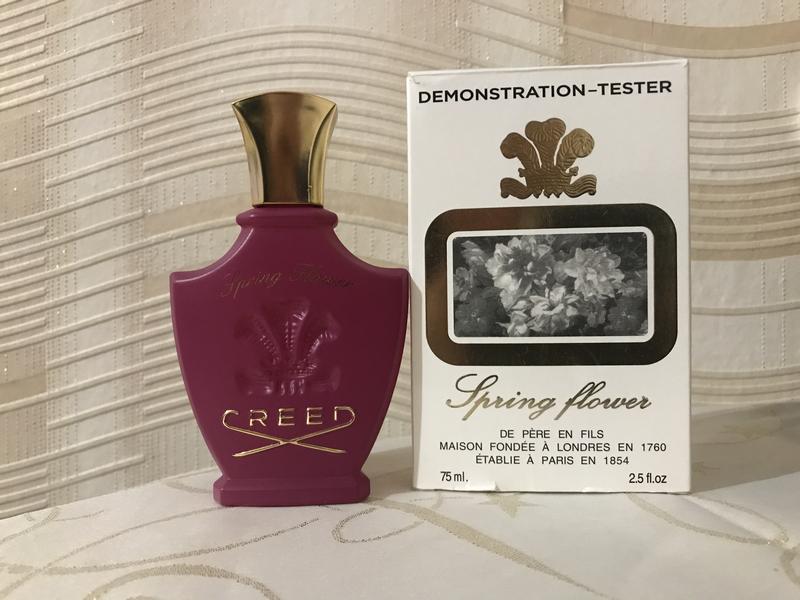 Spring Flower
CREED
DEMONSTRATION-TESTER
Spring flower
DE PÈRE EN FILS
MAISON FONDÉE À LONDRES EN 1760
ÉTABLIE À PARIS EN 1854
75 ml. 2.5 fl.oz